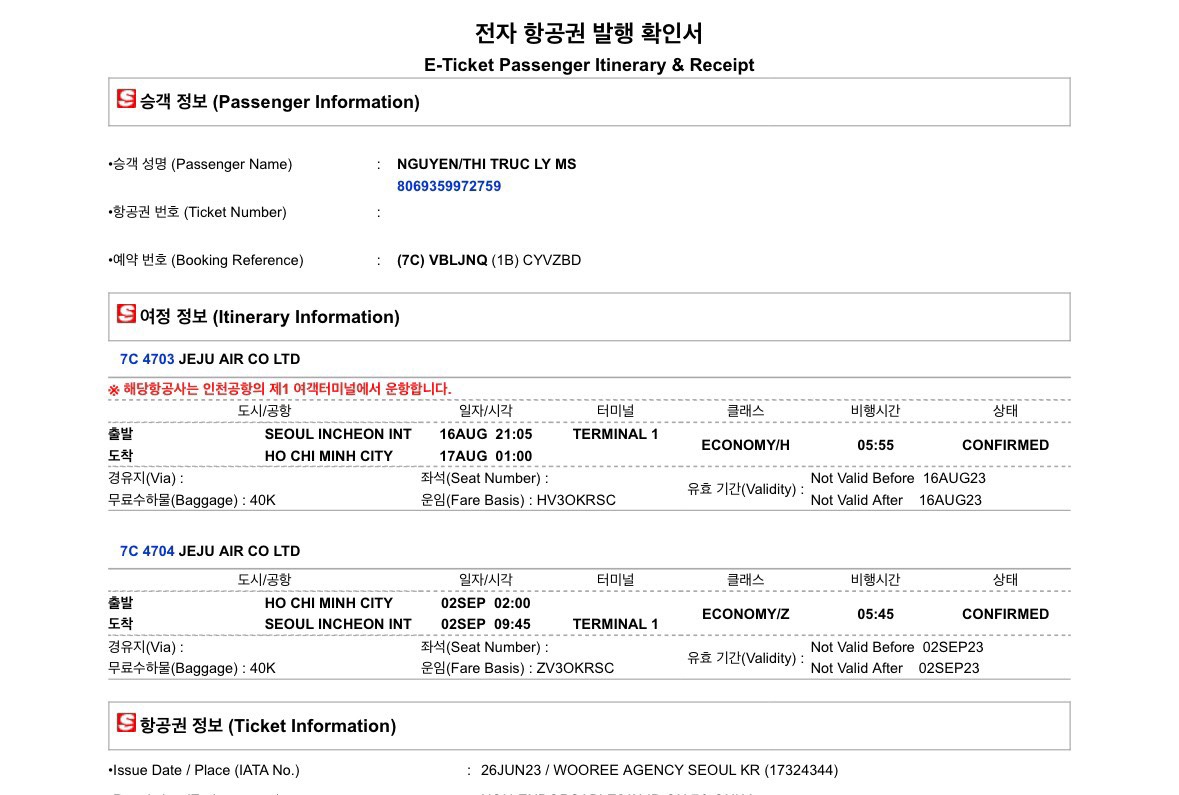 전자 항공권 발행 확인서
E-Ticket Passenger Itinerary & Receipt
승객 정보 (Passenger Information)
•승객 성명 (Passenger Name) : NGUYEN/THI TRUC LY MS
8069359972759
•항공권 번호 (Ticket Number) :
•예약 번호 (Booking Reference) : (7C) VBLJNQ (1B) CYVZBD
여정 정보 (Itinerary Information)
7C 4703 JEJU AIR CO LTD
※ 해당항공사는 인천공항의 제1 여객터미널에서 운항합니다.
도시/공항 일자/시각 터미널 클래스 비행시간 상태
출발 SEOUL INCHEON INT 16AUG 21:05 TERMINAL 1
ECONOMY/H 05:55 CONFIRMED
도착 HO CHI MINH CITY 17AUG 01:00
경유지(Via) : 좌석(Seat Number) : 유효 기간(Validity) : Not Valid Before 16AUG23
무료수하물(Baggage) : 40K 운임(Fare Basis) : HV3OKRSC Not Valid After 16AUG23
7C 4704 JEJU AIR CO LTD
도시/공항 일자/시각 터미널 클래스 비행시간 상태
출발 HO CHI MINH CITY 02SEP 02:00
ECONOMY/Z 05:45 CONFIRMED
도착 SEOUL INCHEON INT 02SEP 09:45 TERMINAL 1
경유지(Via) : 좌석(Seat Number) : 유효 기간(Validity) : Not Valid Before 02SEP23
무료수하물(Baggage) : 40K 운임(Fare Basis) : ZV3OKRSC Not Valid After 02SEP23
항공권 정보 (Ticket Information)
•Issue Date / Place (IATA No.) : 26JUN23 / WOOREE AGENCY SEOUL KR (17324344)